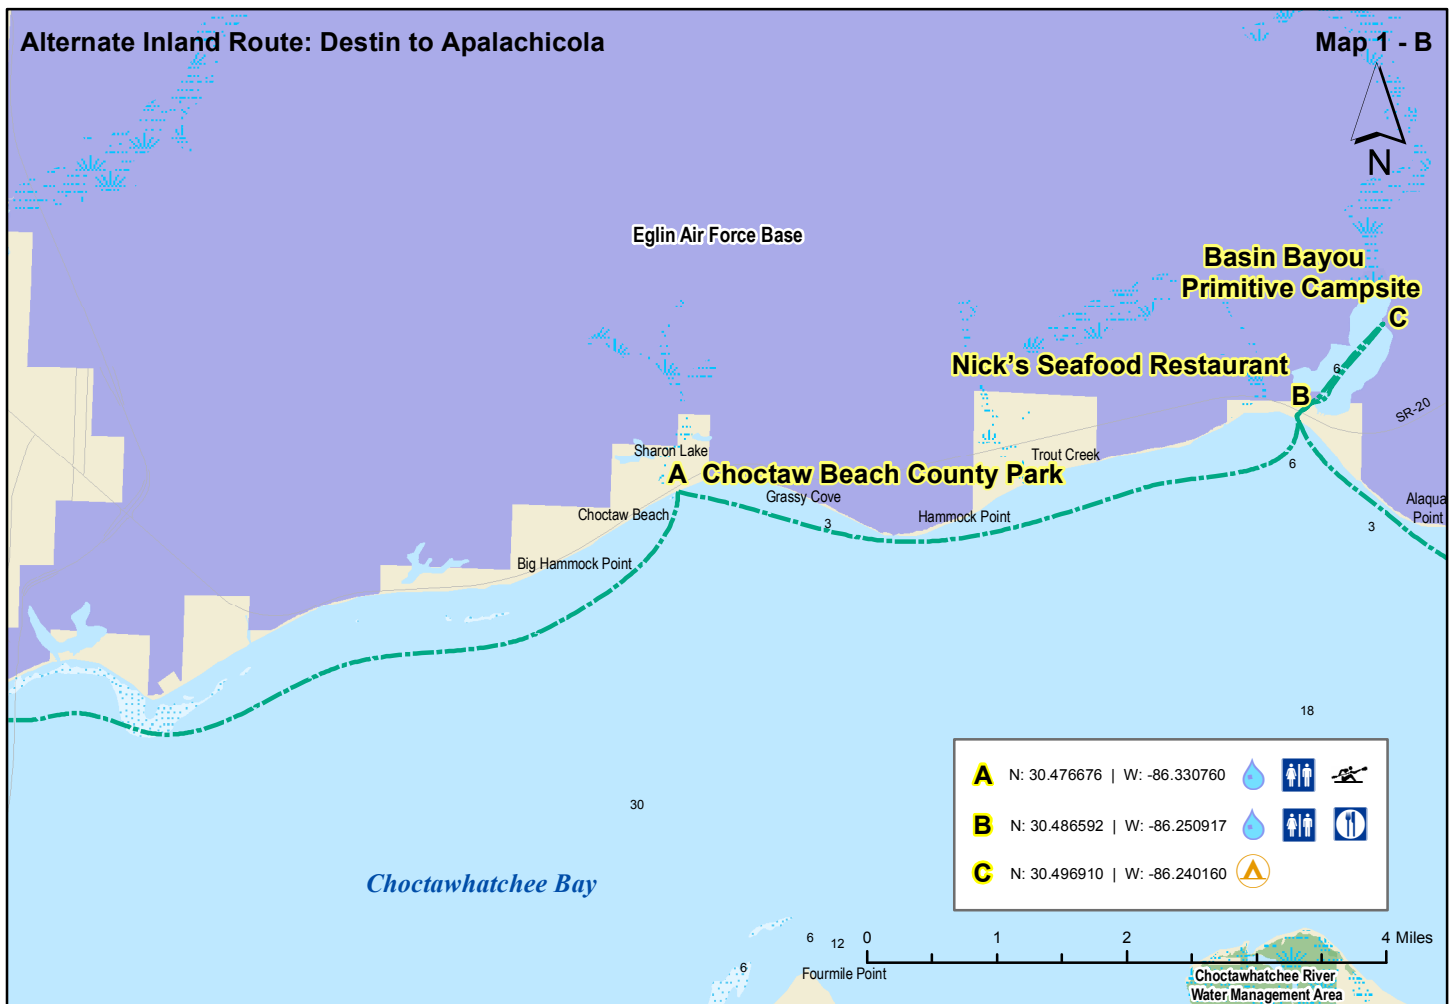 Alternate Inland Route: Destin to Apalachicola
Map 1 - B
N
Eglin Air Force Base
Basin Bayou
Primitive Campsite
C
Nick's Seafood Restaurant
6
B
SR-20
Sharon Lake
Trout Creek
6
A Choctaw Beach County Park
Grassy Cove
Alaqua
Point
Choctaw Beach
3
Hammock Point
3
Big Hammock Point
18
30
A N: 30.476676 | W: -86.330760
B N: 30.486592 | W: -86.250917
C N: 30.496910 | W: -86.240160
Choctawhatchee Bay
6
12
0 1 2 4 Miles
6
Fourmile Point
Choctawhatchee River
Water Management Area